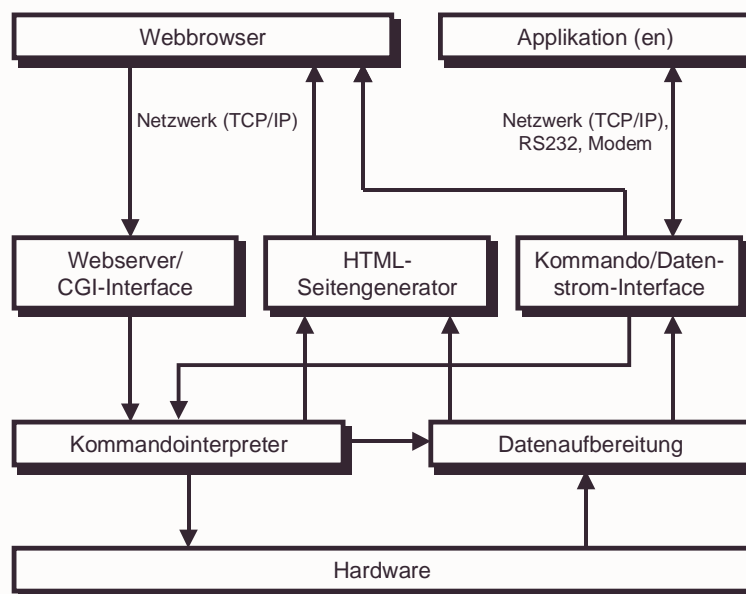 Webbrowser
Applikation (en)
Netzwerk (TCP/IP)
Netzwerk (TCP/IP),
RS232, Modem
Webserver/
CGI-Interface
HTML-
Seitengenerator
Kommando/Daten-
strom-Interface
Kommandointerpreter
Datenaufbereitung
Hardware